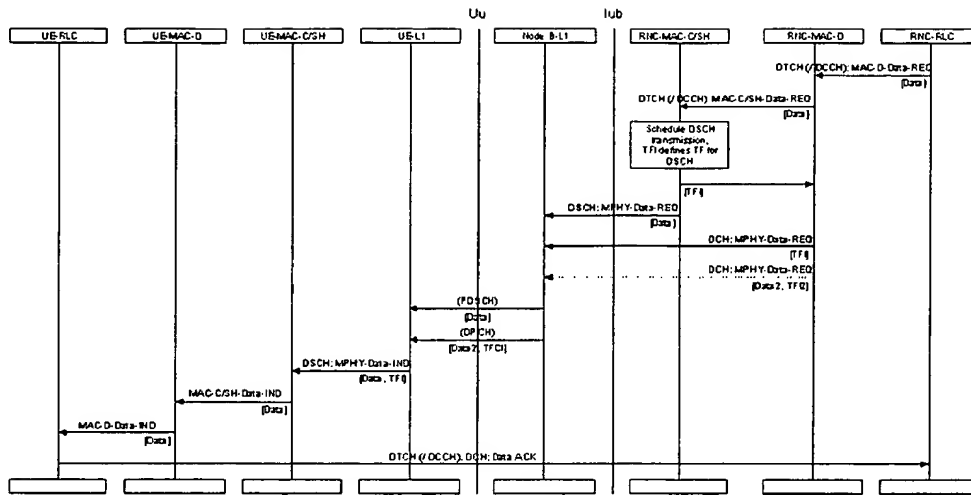 Uu
Iub
UE-RLC
UE-MAC-D
UE-MAC-C/SH
UE-L1
Node B-L1
RNC-MAC-C/SH
RNC-MAC-D
RNC-RLC
DTCH (/ DCCH): MAC-D-Data-REQ
[Data]
DTCH (/ DCCH): MAC-C/SH-Data-REQ
[Data]
Schedule DSCH
transmission,
TFI defines TF for
DSCH
[TFI]
DSCH: MPHY-Data-REQ
[Data]
DCH: MPHY-Data-REQ
[TFI]
DCH: MPHY-Data-REQ
[Data2, TFI2]
(PDSCH)
[Data]
(DPCH)
[Data2, TFCI]
DSCH: MPHY-Data-IND
[Data, TFI]
MAC-C/SH-Data-IND
[Data]
MAC-D-Data-IND
[Data]
DTCH (/ DCCH): DCH: Data ACK